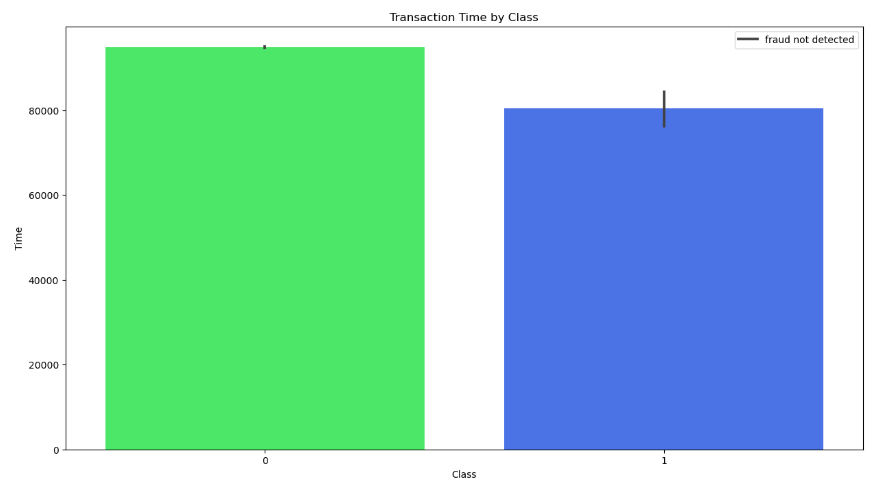 Transaction Time by Class
fraud not detected
80000
60000
40000
20000
0
Time
0 1
Class